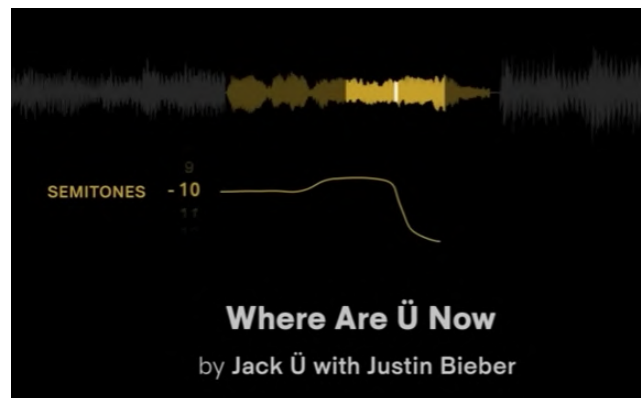 9
SEMITONES - 10
11
Where Are Ü Now
by Jack Ü with Justin Bieber